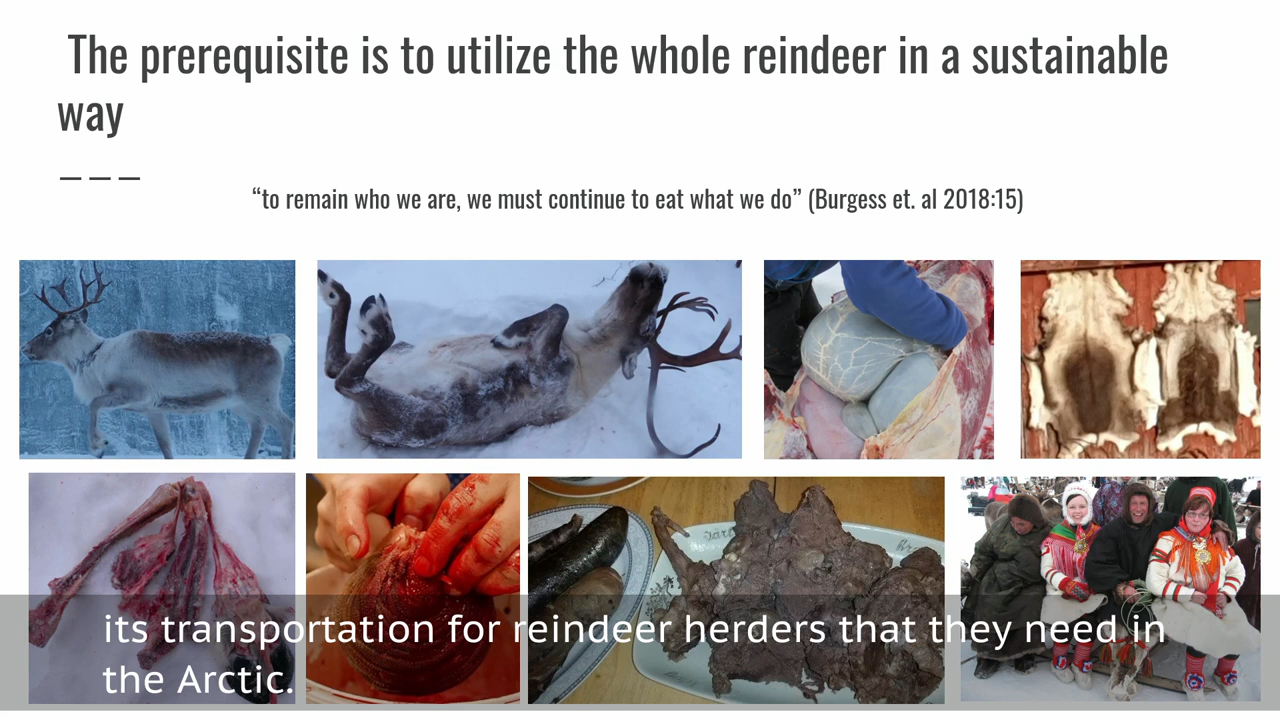 The prerequisite is to utilize the whole reindeer in a sustainable
way
“to remain who we are, we must continue to eat what we do” (Burgess et. al 2018:15)
its transportation for reindeer herders that they need in
the Arctic.